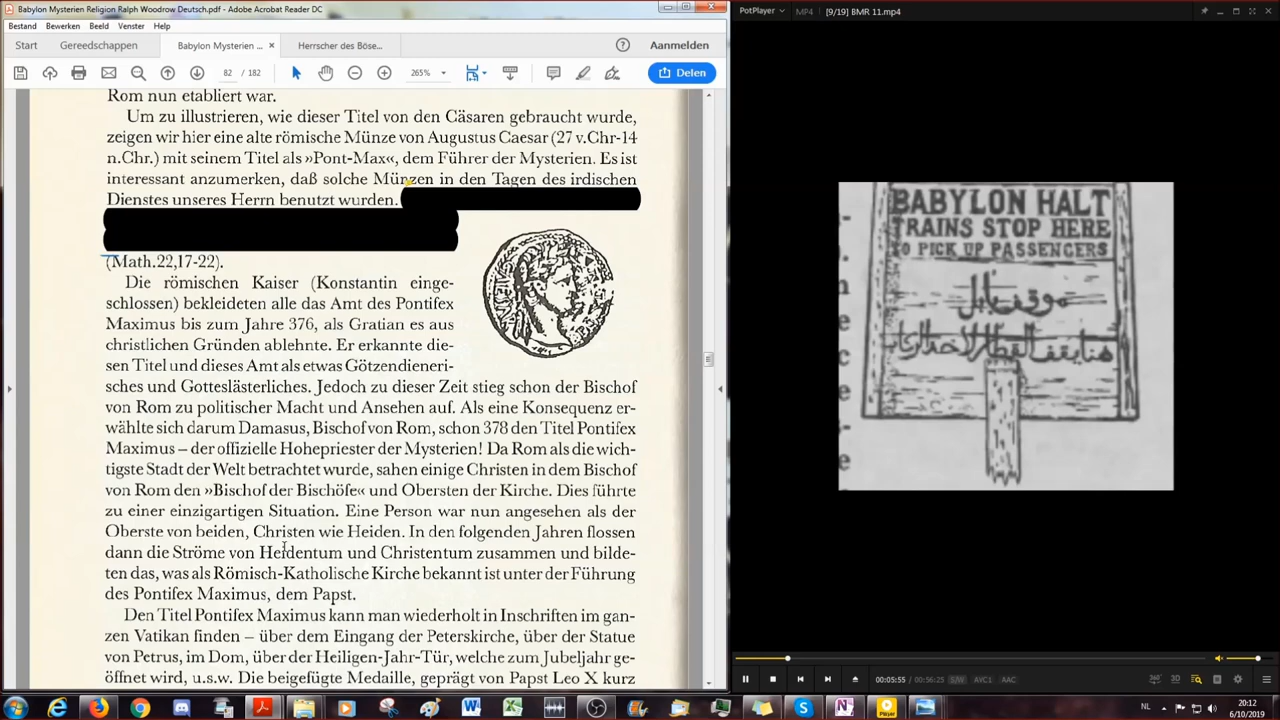 Babylon Mysterien Religion Ralph Woodrow Deutsch.pdf - Adobe Acrobat Reader DC
Bestand Bewerken Beeld Venster Help
Start Gereedschappen Babylon Mysterien ... × Herrscher des Böse... Aanmelden
82 / 182 265% Delen
Rom nun etabliert war.
Um zu illustrieren, wie dieser Titel von den Cäsaren gebraucht wurde,
zeigen wir hier eine alte römische Münze von Augustus Caesar (27 v.Chr-14
n.Chr.) mit seinem Titel als »Pont-Max«, dem Führer der Mysterien. Es ist
interessant anzumerken, daß solche Münzen in den Tagen des irdischen
Dienstes unseres Herrn benutzt wurden.
(Math.22,17-22).
Die römischen Kaiser (Konstantin einge-
schlossen) bekleideten alle das Amt des Pontifex
Maximus bis zum Jahre 376, als Gratian es aus
christlichen Gründen ablehnte. Er erkannte die-
sen Titel und dieses Amt als etwas Götzendieneri-
sches und Gotteslästerliches. Jedoch zu dieser Zeit stieg schon der Bischof
von Rom zu politischer Macht und Ansehen auf. Als eine Konsequenz er-
wählte sich darum Damasus, Bischof von Rom, schon 378 den Titel Pontifex
Maximus – der offizielle Hohepriester der Mysterien! Da Rom als die wich-
tigste Stadt der Welt betrachtet wurde, sahen einige Christen in dem Bischof
von Rom den »Bischof der Bischöfe« und Obersten der Kirche. Dies führte
zu einer einzigartigen Situation. Eine Person war nun angesehen als der
Oberste von beiden, Christen wie Heiden. In den folgenden Jahren flossen
dann die Ströme von Heidentum und Christentum zusammen und bilde-
ten das, was als Römisch-Katholische Kirche bekannt ist unter der Führung
des Pontifex Maximus, dem Papst.
Den Titel Pontifex Maximus kann man wiederholt in Inschriften im gan-
zen Vatikan finden – über dem Eingang der Peterskirche, über der Statue
von Petrus, im Dom, über der Heiligen-Jahr-Tür, welche zum Jubeljahr ge-
öffnet wird, u.s.w. Die beigefügte Medaille, geprägt von Papst Leo X kurz
PotPlayer MP4 [9/19] BMR 11.mp4
BABYLON HALT
TRAINS STOP HERE
TO PICK UP PASSENGERS
موقف بابل
هنا يقف القطار لاخذ الركاب
00:05:55 / 00:56:25 S/W AVC1 AAC
360° 3D
NL 20:12
6/10/2019